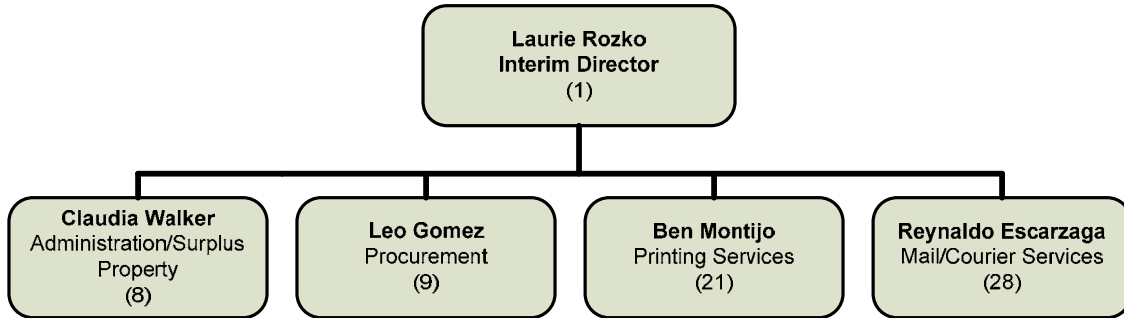 Laurie Rozko
Interim Director
(1)
Claudia Walker
Administration/Surplus
Property
(8)
Leo Gomez
Procurement
(9)
Ben Montijo
Printing Services
(21)
Reynaldo Escarzaga
Mail/Courier Services
(28)